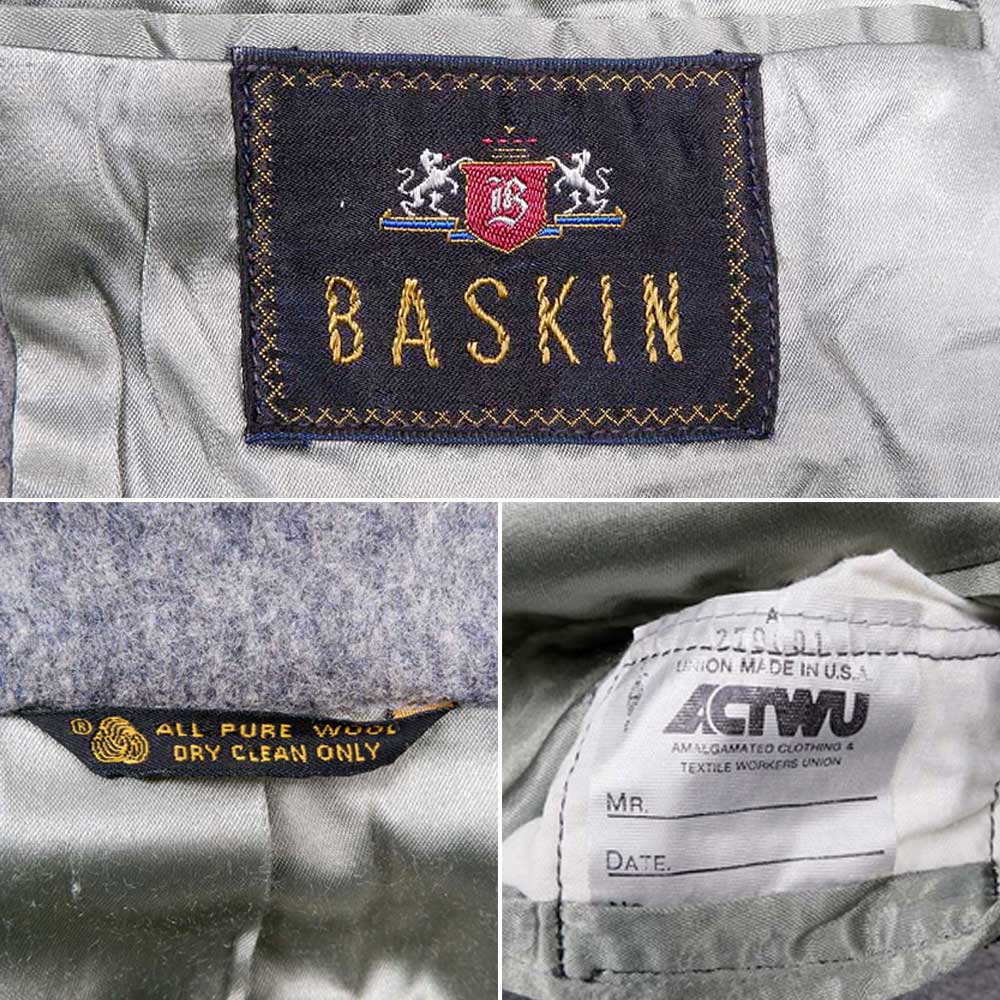 B
BASKIN
® ALL PURE WOOL
DRY CLEAN ONLY
A
UNION MADE IN U.S.A.
ACTWU
AMALGAMATED CLOTHING &
TEXTILE WORKERS UNION
MR.
DATE.